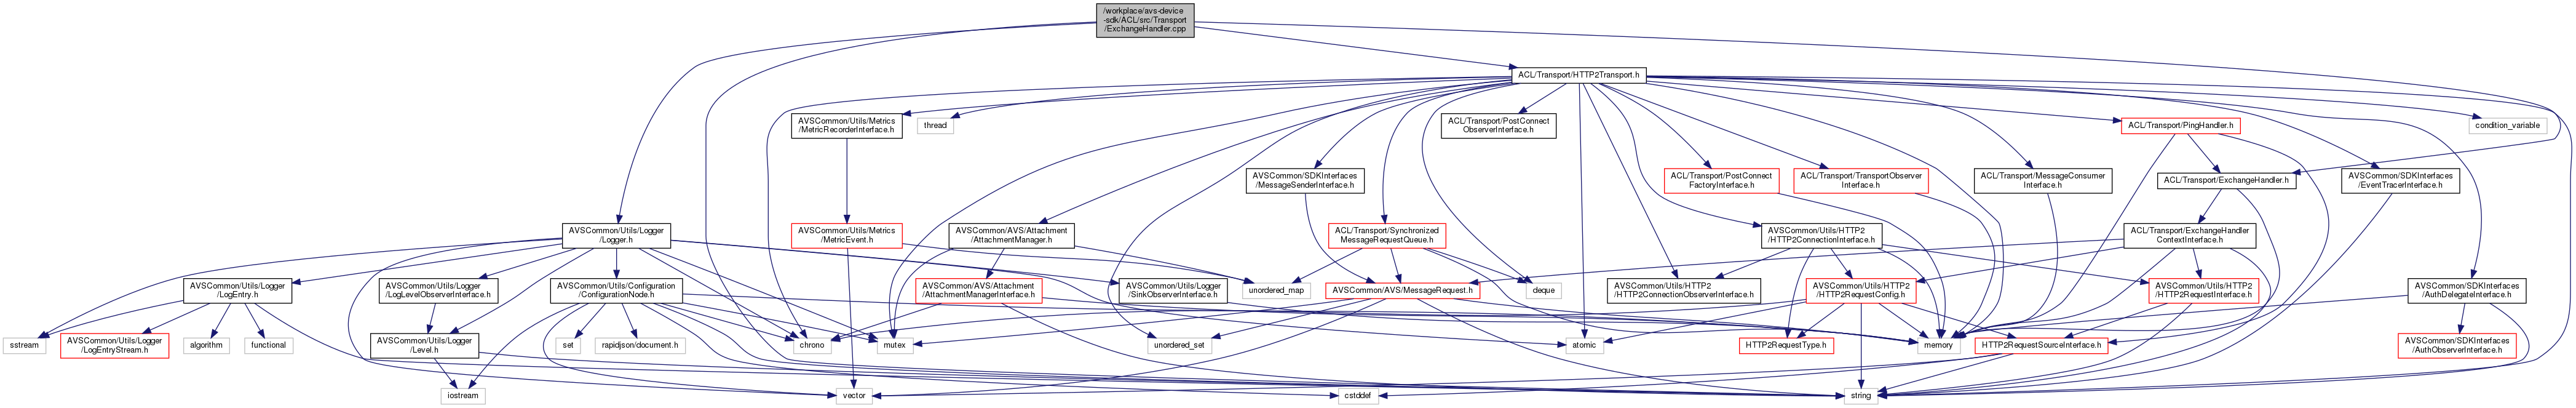 /workplace/avs-device
-sdk/ACL/src/Transport
/ExchangeHandler.cpp
ACL/Transport/HTTP2Transport.h
AVSCommon/Utils/Metrics
/MetricRecorderInterface.h
thread
ACL/Transport/PostConnect
ObserverInterface.h
ACL/Transport/PingHandler.h
condition_variable
AVSCommon/SDKInterfaces
/MessageSenderInterface.h
ACL/Transport/PostConnect
FactoryInterface.h
ACL/Transport/TransportObserver
Interface.h
ACL/Transport/MessageConsumer
Interface.h
ACL/Transport/ExchangeHandler.h
AVSCommon/SDKInterfaces
/EventTracerInterface.h
AVSCommon/Utils/Logger
/Logger.h
AVSCommon/Utils/Metrics
/MetricEvent.h
AVSCommon/AVS/Attachment
/AttachmentManager.h
ACL/Transport/Synchronized
MessageRequestQueue.h
AVSCommon/Utils/HTTP2
/HTTP2ConnectionInterface.h
ACL/Transport/ExchangeHandler
ContextInterface.h
AVSCommon/Utils/Logger
/LogEntry.h
AVSCommon/Utils/Logger
/LogLevelObserverInterface.h
AVSCommon/Utils/Configuration
/ConfigurationNode.h
AVSCommon/Utils/Logger
/SinkObserverInterface.h
AVSCommon/AVS/Attachment
/AttachmentManagerInterface.h
unordered_map
AVSCommon/AVS/MessageRequest.h
deque
AVSCommon/Utils/HTTP2
/HTTP2ConnectionObserverInterface.h
AVSCommon/Utils/HTTP2
/HTTP2RequestConfig.h
AVSCommon/Utils/HTTP2
/HTTP2RequestInterface.h
AVSCommon/SDKInterfaces
/AuthDelegateInterface.h
sstream
AVSCommon/Utils/Logger
/LogEntryStream.h
algorithm
functional
AVSCommon/Utils/Logger
/Level.h
set
rapidjson/document.h
chrono
mutex
unordered_set
atomic
HTTP2RequestType.h
memory
HTTP2RequestSourceInterface.h
AVSCommon/SDKInterfaces
/AuthObserverInterface.h
iostream
vector
cstddef
string